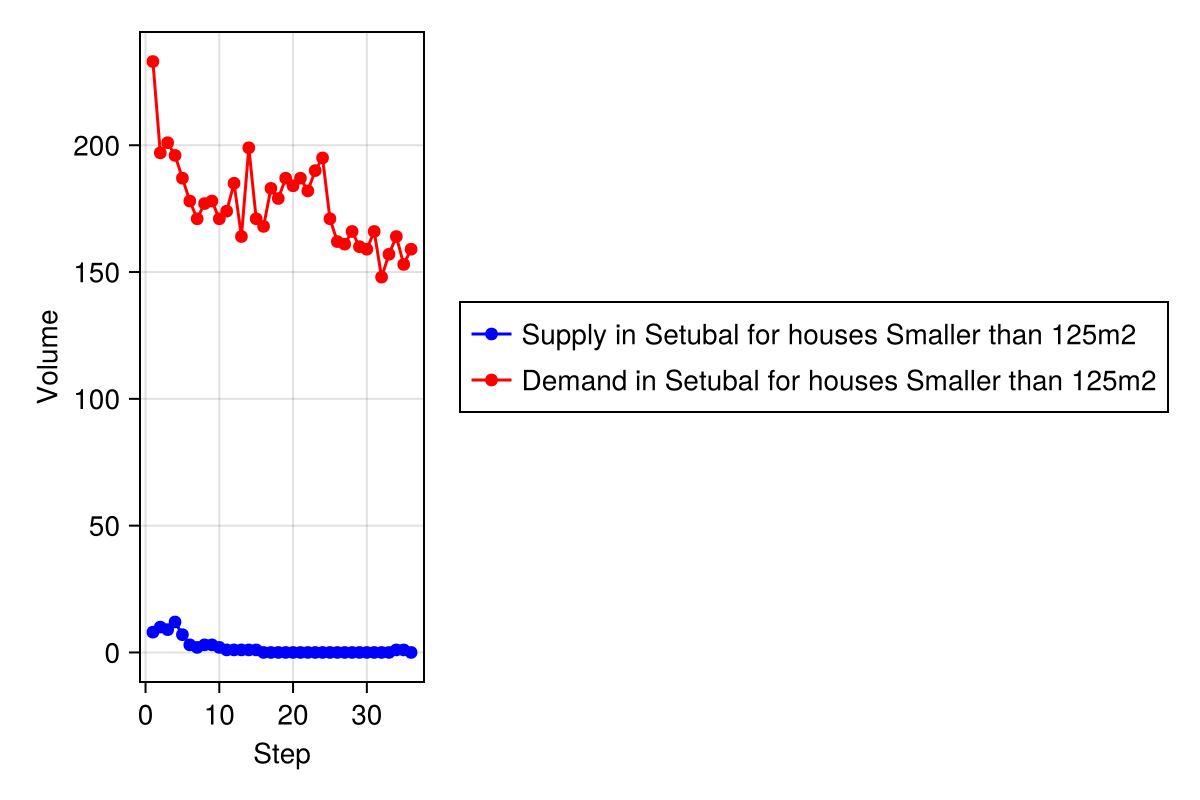 Volume
200
150
100
50
0
0 10 20 30
Step
Supply in Setubal for houses Smaller than 125m2
Demand in Setubal for houses Smaller than 125m2